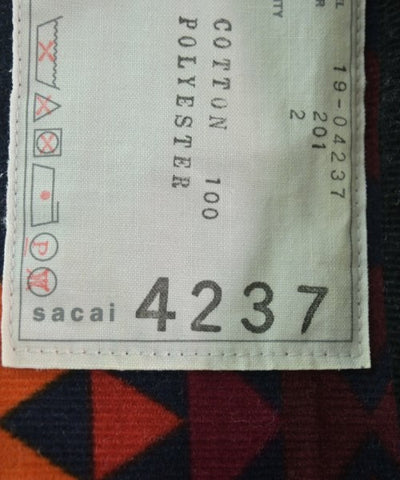 19-04237
201
2
COTTON 100
POLYESTER
P
W
sacai 4237